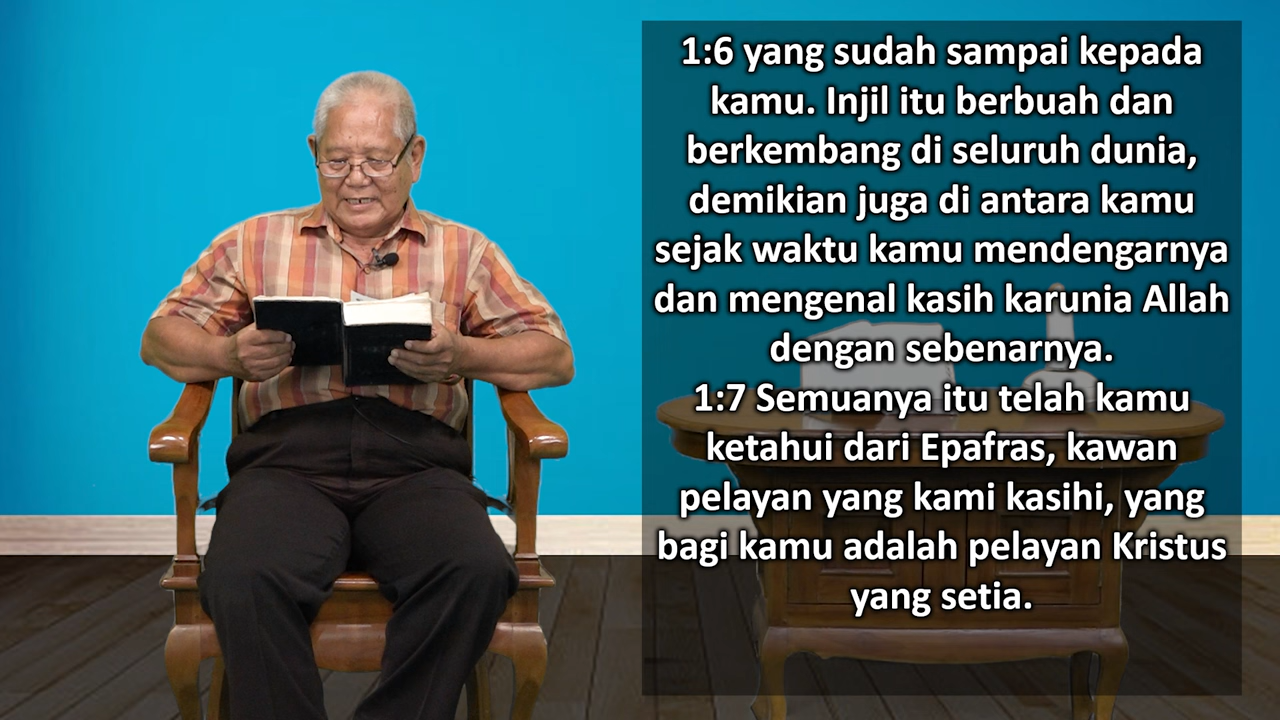 1:6 yang sudah sampai kepada
kamu. Injil itu berbuah dan
berkembang di seluruh dunia,
demikian juga di antara kamu
sejak waktu kamu mendengarnya
dan mengenal kasih karunia Allah
dengan sebenarnya.
1:7 Semuanya itu telah kamu
ketahui dari Epafras, kawan
pelayan yang kami kasihi, yang
bagi kamu adalah pelayan Kristus
yang setia.